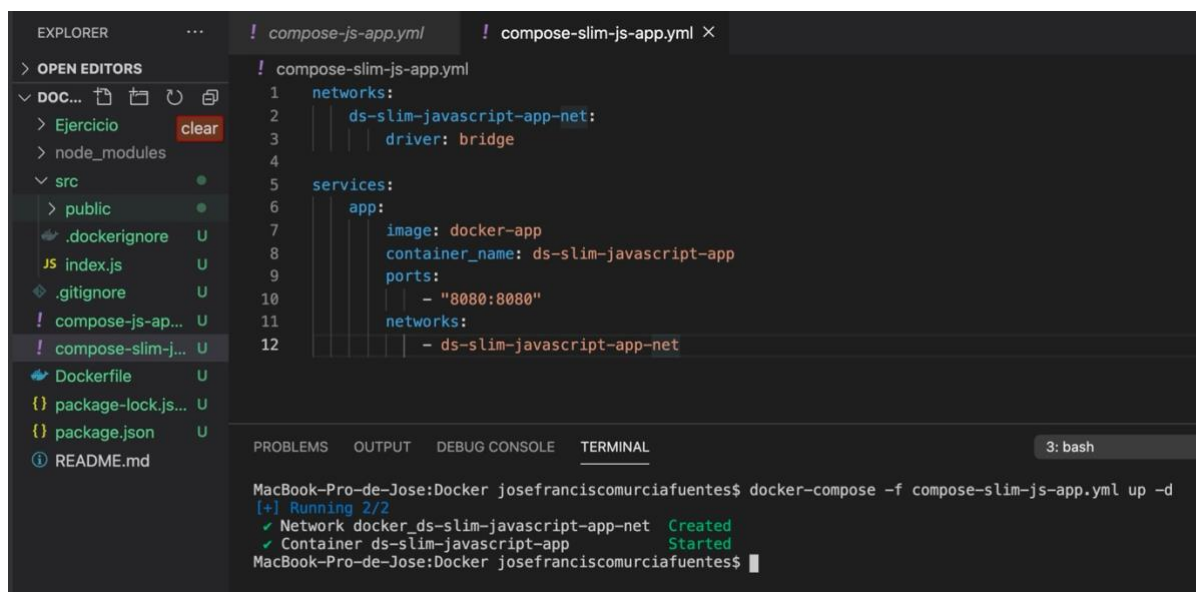 EXPLORER ...
OPEN EDITORS
DOC...
Ejercicio
clear
node_modules
src
public
.dockerignore U
JS index.js U
.gitignore U
! compose-js-ap... U
! compose-slim-j... U
Dockerfile U
{} package-lock.js... U
{} package.json U
README.md
! compose-js-app.yml ! compose-slim-js-app.yml ×
! compose-slim-js-app.yml
1 networks:
2 ds-slim-javascript-app-net:
3 driver: bridge
4
5 services:
6 app:
7 image: docker-app
8 container_name: ds-slim-javascript-app
9 ports:
10 - "8080:8080"
11 networks:
12 - ds-slim-javascript-app-net
PROBLEMS OUTPUT DEBUG CONSOLE TERMINAL 3: bash
MacBook-Pro-de-Jose:Docker josefranciscomurciafuentes$ docker-compose -f compose-slim-js-app.yml up -d
[+] Running 2/2
✔ Network docker_ds-slim-javascript-app-net Created
✔ Container ds-slim-javascript-app Started
MacBook-Pro-de-Jose:Docker josefranciscomurciafuentes$